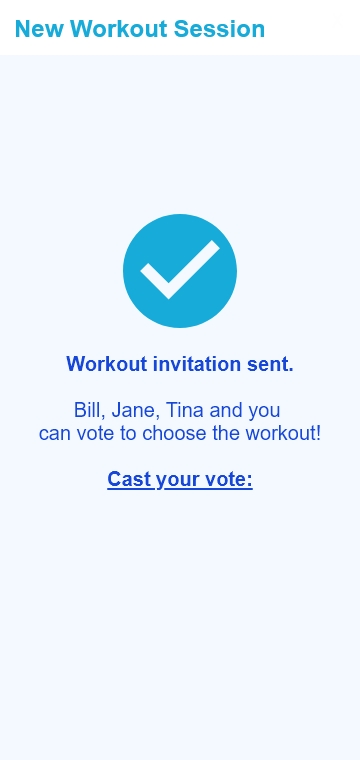 New Workout Session
Workout invitation sent.
Bill, Jane, Tina and you
can vote to choose the workout!
Cast your vote: